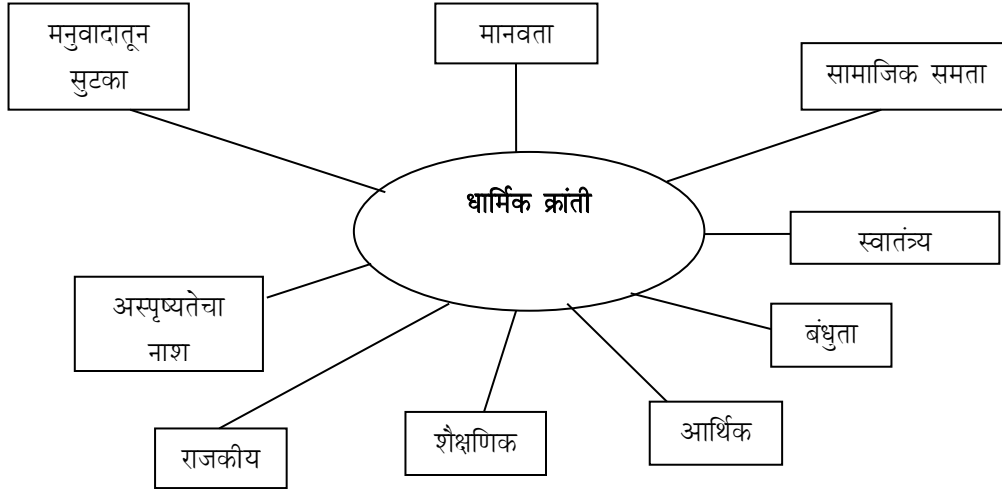 मनुवादातून
सुटका
मानवता
सामाजिक समता
धार्मिक क्रांती
स्वातंत्र्य
अस्पृष्यतेचा
नाश
बंधुता
राजकीय
शैक्षणिक
आर्थिक